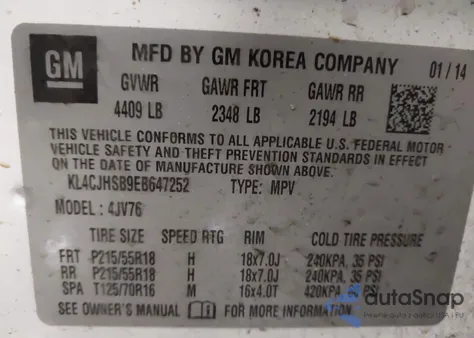 GM MFD BY GM KOREA COMPANY 01 / 14
GVWR GAWR FRT GAWR RR
4409 LB 2348 LB 2194 LB
THIS VEHICLE CONFORMS TO ALL APPLICABLE U.S. FEDERAL MOTOR
VEHICLE SAFETY AND THEFT PREVENTION STANDARDS IN EFFECT
ON THE DATE OF MANUFACTURE SHOWN ABOVE.
KL4CJHSB9EB647252 TYPE: MPV
MODEL : 4JV76
TIRE SIZE SPEED RTG RIM COLD TIRE PRESSURE
FRT P215/55R18 H 18x7.0J 240KPA, 35 PSI
RR P215/55R18 H 18x7.0J 240KPA, 35 PSI
SPA T125/70R16 M 16x4.0T 420KPA, PSI
SEE OWNER'S MANUAL FOR MORE INFORMATION.
autoSnap